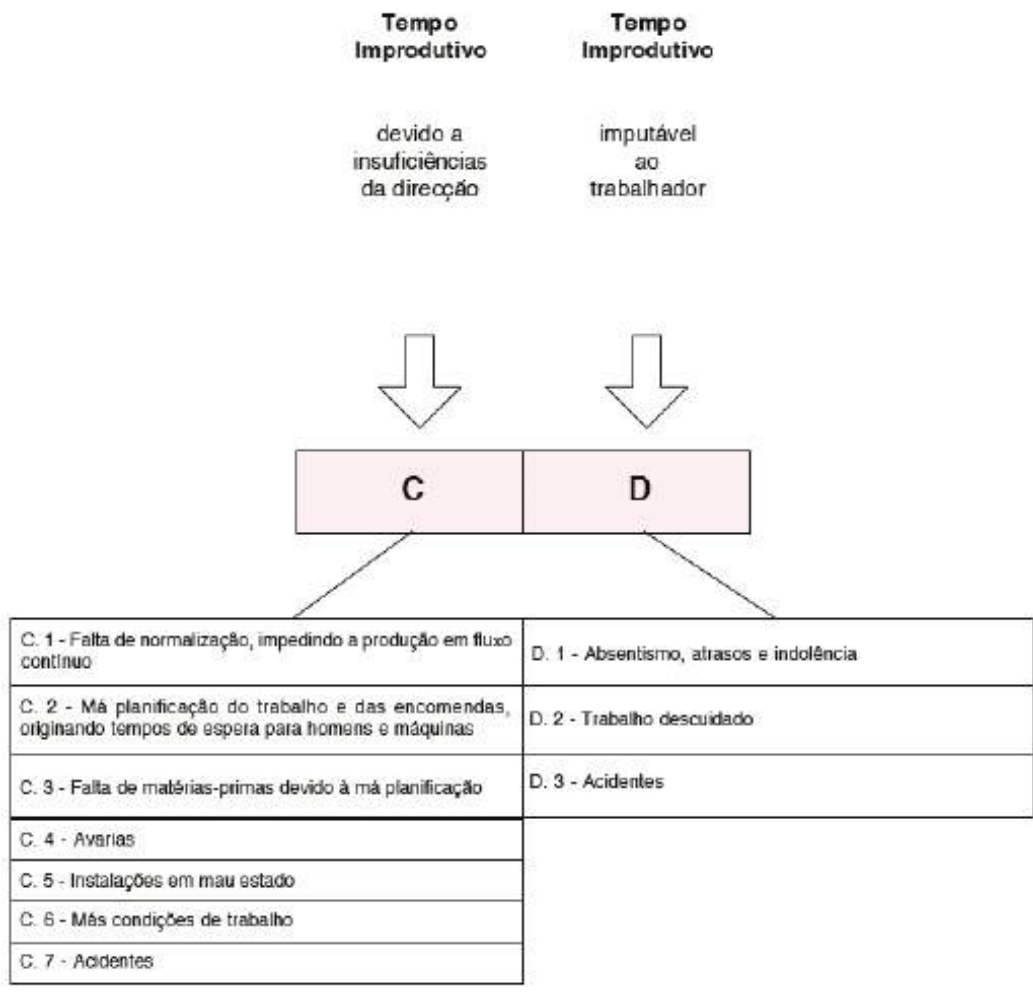 Tempo
Improdutivo
devido a
insuficiências
da direcção
Tempo
Improdutivo
imputável
ao
trabalhador
C
D
C. 1 - Falta de normalização, impedindo a produção em fluxo
contínuo
C. 2 - Má planificação do trabalho e das encomendas,
originando tempos de espera para homens e máquinas
C. 3 - Falta de matérias-primas devido à má planificação
C. 4 - Avarias
C. 5 - Instalações em mau estado
C. 6 - Más condições de trabalho
C. 7 - Acidentes
D. 1 - Absentismo, atrasos e indolência
D. 2 - Trabalho descuidado
D. 3 - Acidentes